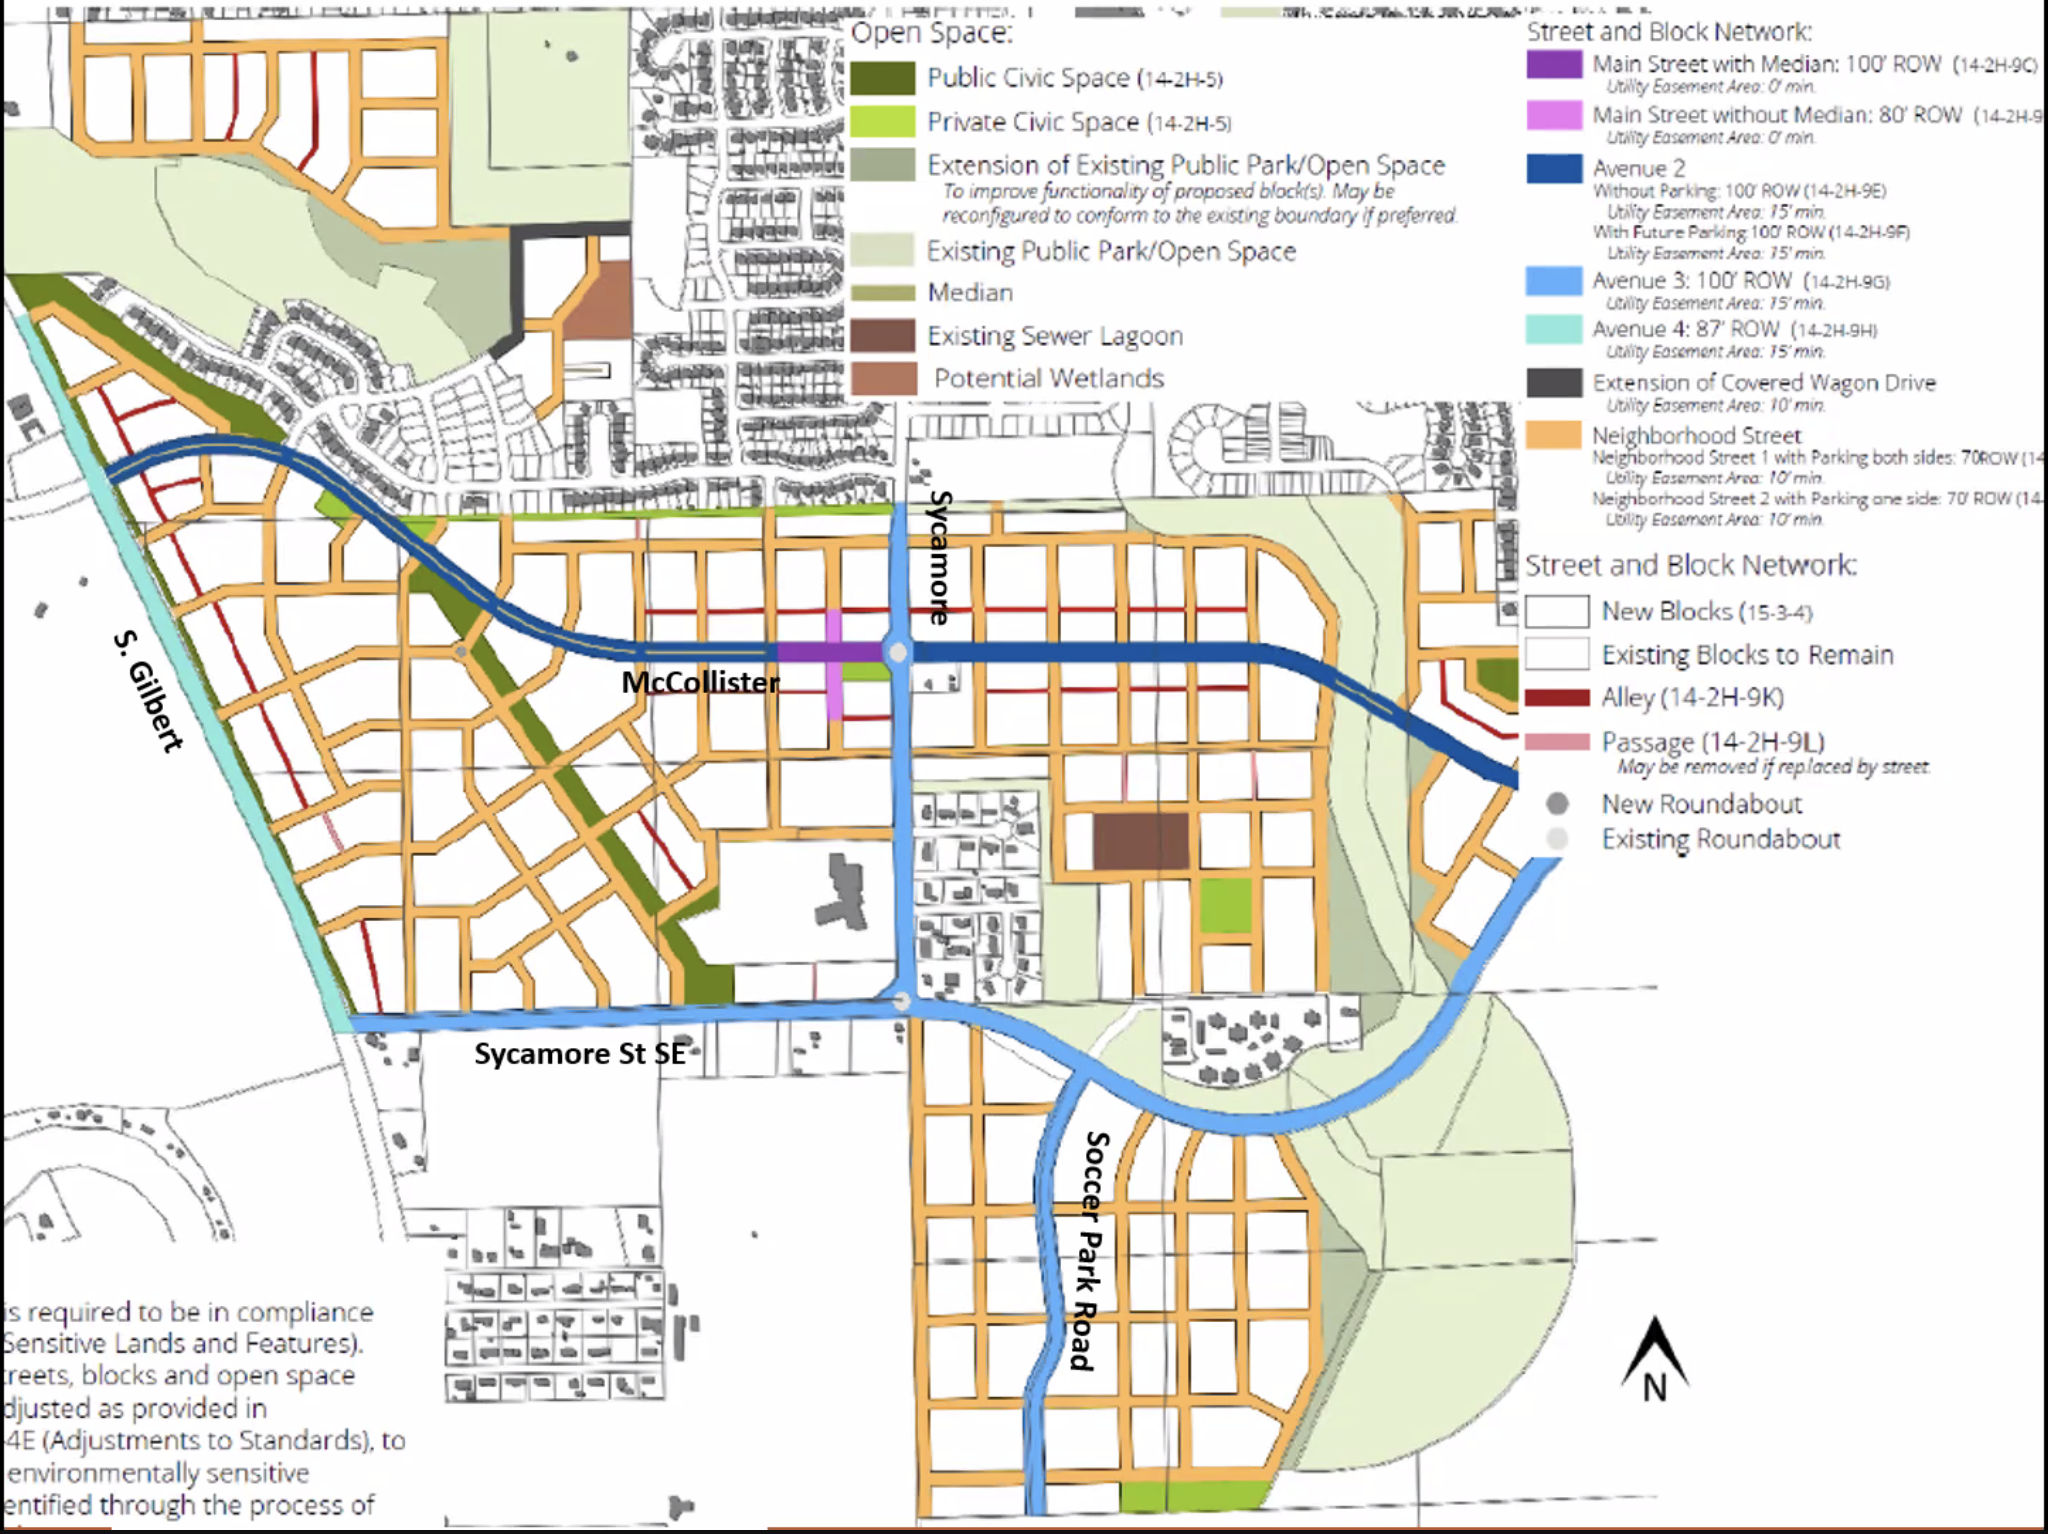 Open Space:
Public Civic Space (14-2H-5)
Private Civic Space (14-2H-5)
Extension of Existing Public Park/Open Space
To improve functionality of proposed block(s). May be
reconfigured to conform to the existing boundary if preferred.
Existing Public Park/Open Space
Median
Existing Sewer Lagoon
Potential Wetlands
Street and Block Network:
Main Street with Median: 100' ROW (14-2H-9C)
Utility Easement Area: 0' min.
Main Street without Median: 80' ROW (14-2H-9
Utility Easement Area: 0' min.
Avenue 2
Without Parking: 100' ROW (14-2H-9E)
Utility Easement Area: 15' min.
With Future Parking 100' ROW (14-2H-9F)
Utility Easement Area: 15' min.
Avenue 3: 100' ROW (14-2H-9G)
Utility Easement Area: 15' min.
Avenue 4: 87' ROW (14-2H-9H)
Utility Easement Area: 15' min.
Extension of Covered Wagon Drive
Utility Easement Area: 10' min.
Neighborhood Street
Neighborhood Street 1 with Parking both sides: 70ROW (14
Utility Easement Area: 10' min.
Neighborhood Street 2 with Parking one side: 70' ROW (14-
Utility Easement Area: 10' min.
Street and Block Network:
New Blocks (15-3-4)
Existing Blocks to Remain
Alley (14-2H-9K)
Passage (14-2H-9L)
May be removed if replaced by street.
New Roundabout
Existing Roundabout
Sycamore
McCollister
S. Gilbert
Sycamore St SE
Soccer Park Road
N
is required to be in compliance
Sensitive Lands and Features).
treets, blocks and open space
djusted as provided in
-4E (Adjustments to Standards), to
environmentally sensitive
entified through the process of